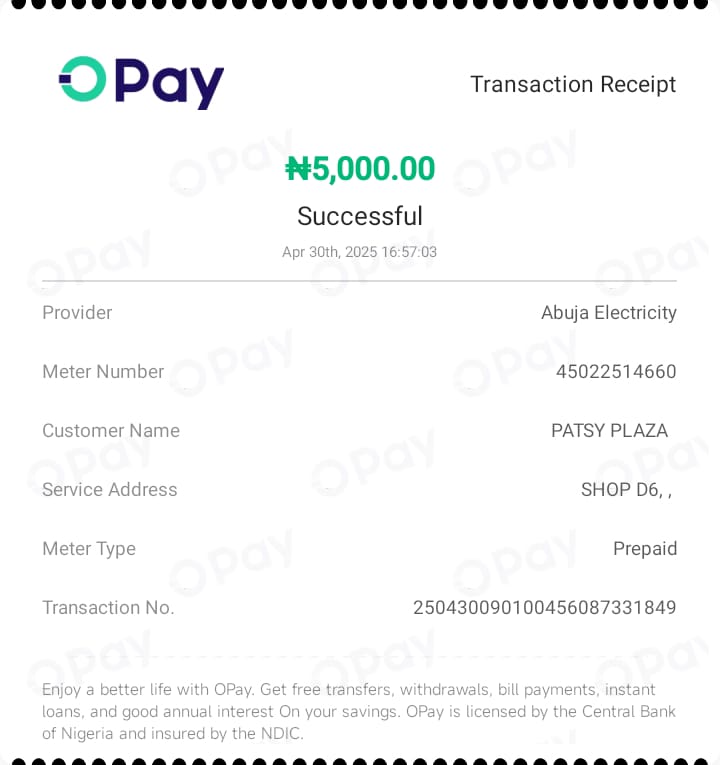 OPay
Transaction Receipt
₦5,000.00
Successful
Apr 30th, 2025 16:57:03
Provider Abuja Electricity
Meter Number 45022514660
Customer Name PATSY PLAZA
Service Address SHOP D6, ,
Meter Type Prepaid
Transaction No. 250430090100456087331849
Enjoy a better life with OPay. Get free transfers, withdrawals, bill payments, instant
loans, and good annual interest On your savings. OPay is licensed by the Central Bank
of Nigeria and insured by the NDIC.